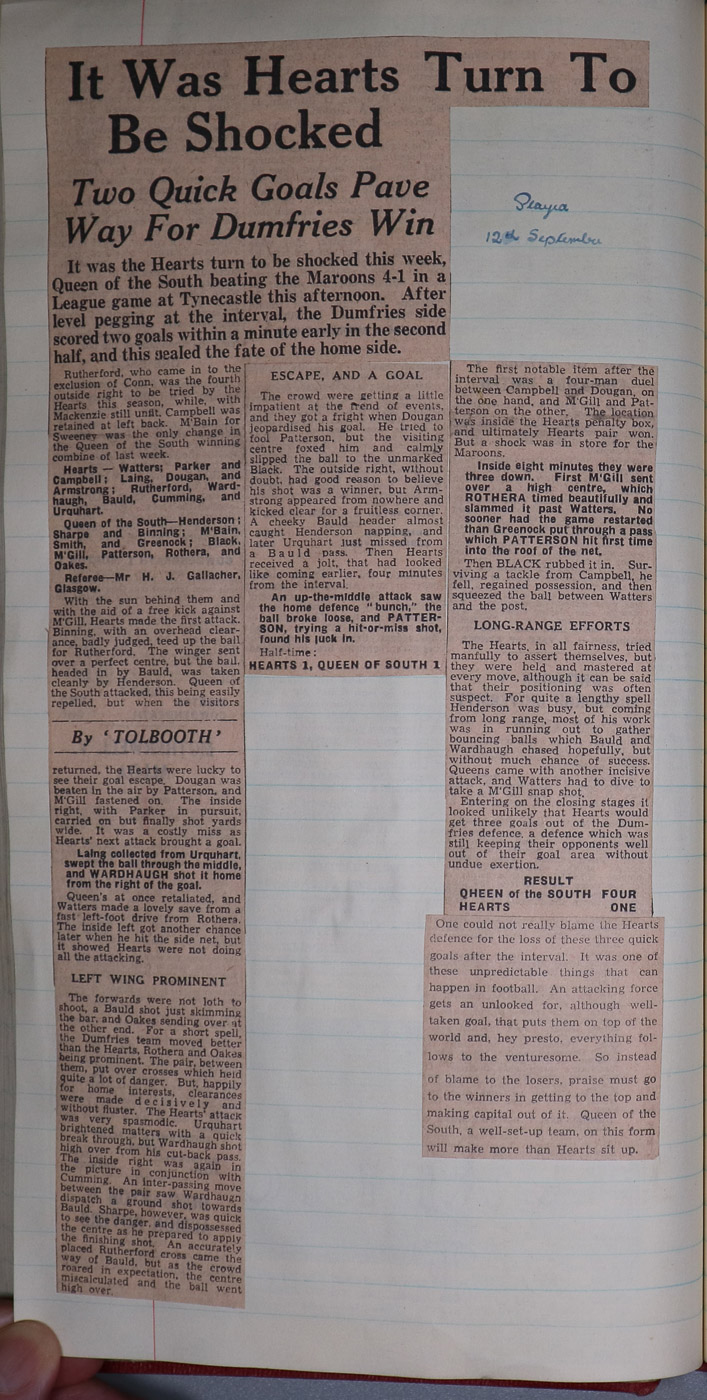 It Was Hearts Turn To
Be Shocked
Two Quick Goals Pave
Way For Dumfries Win
Played
12th September
It was the Hearts turn to be shocked this week,
Queen of the South beating the Maroons 4-1 in a
League game at Tynecastle this afternoon. After
level pegging at the interval, the Dumfries side
scored two goals within a minute early in the second
half, and this sealed the fate of the home side.
Rutherford, who came in to the
exclusion of Conn, was the fourth
outside right to be tried by the
Hearts this season, while, with
Mackenzie still unfit, Campbell was
retained at left back. M'Bain for
Sweeney was the only change in
the Queen of the South winning
combine of last week.
Hearts — Watters; Parker and
Campbell; Laing, Dougan, and
Armstrong; Rutherford, Ward-
haugh, Bauld, Cumming, and
Urquhart.
Queen of the South—Henderson;
Sharpe and Binning; M'Bain,
Smith, and Greenock; Black,
M'Gill, Patterson, Rothera, and
Oakes.
Referee—Mr H. J. Gallacher,
Glasgow.
With the sun behind them and
with the aid of a free kick against
M'Gill, Hearts made the first attack.
Binning, with an overhead clear-
ance, badly judged, teed up the ball
for Rutherford. The winger sent
over a perfect centre, but the ball,
headed in by Bauld, was taken
cleanly by Henderson. Queen of
the South attacked, this being easily
repelled, but when the visitors
By 'TOLBOOTH'
returned, the Hearts were lucky to
see their goal escape. Dougan was
beaten in the air by Patterson, and
M'Gill fastened on. The inside
right, with Parker in pursuit,
carried on but finally shot yards
wide. It was a costly miss as
Hearts' next attack brought a goal.
Laing collected from Urquhart,
swept the ball through the middle,
and WARDHAUGH shot it home
from the right of the goal.
Queen's at once retaliated, and
Watters made a lovely save from a
fast left-foot drive from Rothera.
The inside left got another chance
later when he hit the side net, but
it showed Hearts were not doing
all the attacking.
LEFT WING PROMINENT
The forwards were not loth to
shoot, a Bauld shot just skimming
the bar, and Oakes sending over at
the other end. For a short spell,
the Dumfries team moved better
than the Hearts, Rothera and Oakes
being prominent. The pair, between
them, put over crosses which held
quite a lot of danger. But, happily
for home interests, clearances
were made decisively and
without fluster. The Hearts' attack
was very spasmodic. Urquhart
brightened matters with a quick
break through, but Wardhaugh shot
high over from his cut-back pass.
The inside right was again in
the picture in conjunction with
Cumming. An inter-passing move
between the pair saw Wardhaugh
dispatch a ground shot towards
Bauld. Sharpe, however, was quick
to see the danger, and dispossessed
the centre as he prepared to apply
the finishing shot. An accurately
placed Rutherford cross came the
way of Bauld, but as the crowd
roared in expectation, the centre
miscalculated and the ball went
high over.
ESCAPE, AND A GOAL
The crowd were getting a little
impatient at the trend of events,
and they got a fright when Dougan
jeopardised his goal. He tried to
fool Patterson, but the visiting
centre foxed him and calmly
slipped the ball to the unmarked
Black. The outside right, without
doubt, had good reason to believe
his shot was a winner, but Arm-
strong appeared from nowhere and
kicked clear for a fruitless corner.
A cheeky Bauld header almost
caught Henderson napping, and
later Urquhart just missed from
a Bauld pass. Then Hearts
received a jolt, that had looked
like coming earlier, four minutes
from the interval.
An up-the-middle attack saw
the home defence "bunch," the
ball broke loose, and PATTER-
SON, trying a hit-or-miss shot,
found his luck in.
Half-time:
HEARTS 1, QUEEN OF SOUTH 1
The first notable item after the
interval was a four-man duel
between Campbell and Dougan, on
the one hand, and M'Gill and Pat-
terson on the other. The location
was inside the Hearts penalty box,
and ultimately Hearts pair won.
But a shock was in store for the
Maroons.
Inside eight minutes they were
three down. First M'Gill sent
over a high centre, which
ROTHERA timed beautifully and
slammed it past Watters. No
sooner had the game restarted
than Greenock put through a pass
which PATTERSON hit first time
into the roof of the net.
Then BLACK rubbed it in. Sur-
viving a tackle from Campbell, he
fell, regained possession, and then
squeezed the ball between Watters
and the post.
LONG-RANGE EFFORTS
The Hearts, in all fairness, tried
manfully to assert themselves, but
they were held and mastered at
every move, although it can be said
that their positioning was often
suspect. For quite a lengthy spell
Henderson was busy, but coming
from long range, most of his work
was in running out to gather
bouncing balls which Bauld and
Wardhaugh chased hopefully, but
without much chance of success.
Queens came with another incisive
attack, and Watters had to dive to
take a M'Gill snap shot.
Entering on the closing stages it
looked unlikely that Hearts would
get three goals out of the Dum-
fries defence, a defence which was
still keeping their opponents well
out of their goal area without
undue exertion.
RESULT
QHEEN of the SOUTH FOUR
HEARTS ONE
One could not really blame the Hearts
defence for the loss of these three quick
goals after the interval. It was one of
these unpredictable things that can
happen in football. An attacking force
gets an unlooked for, although well-
taken goal, that puts them on top of the
world and, hey presto, everything fol-
lows to the venturesome. So instead
of blame to the losers, praise must go
to the winners in getting to the top and
making capital out of it. Queen of the
South, a well-set-up team, on this form
will make more than Hearts sit up.